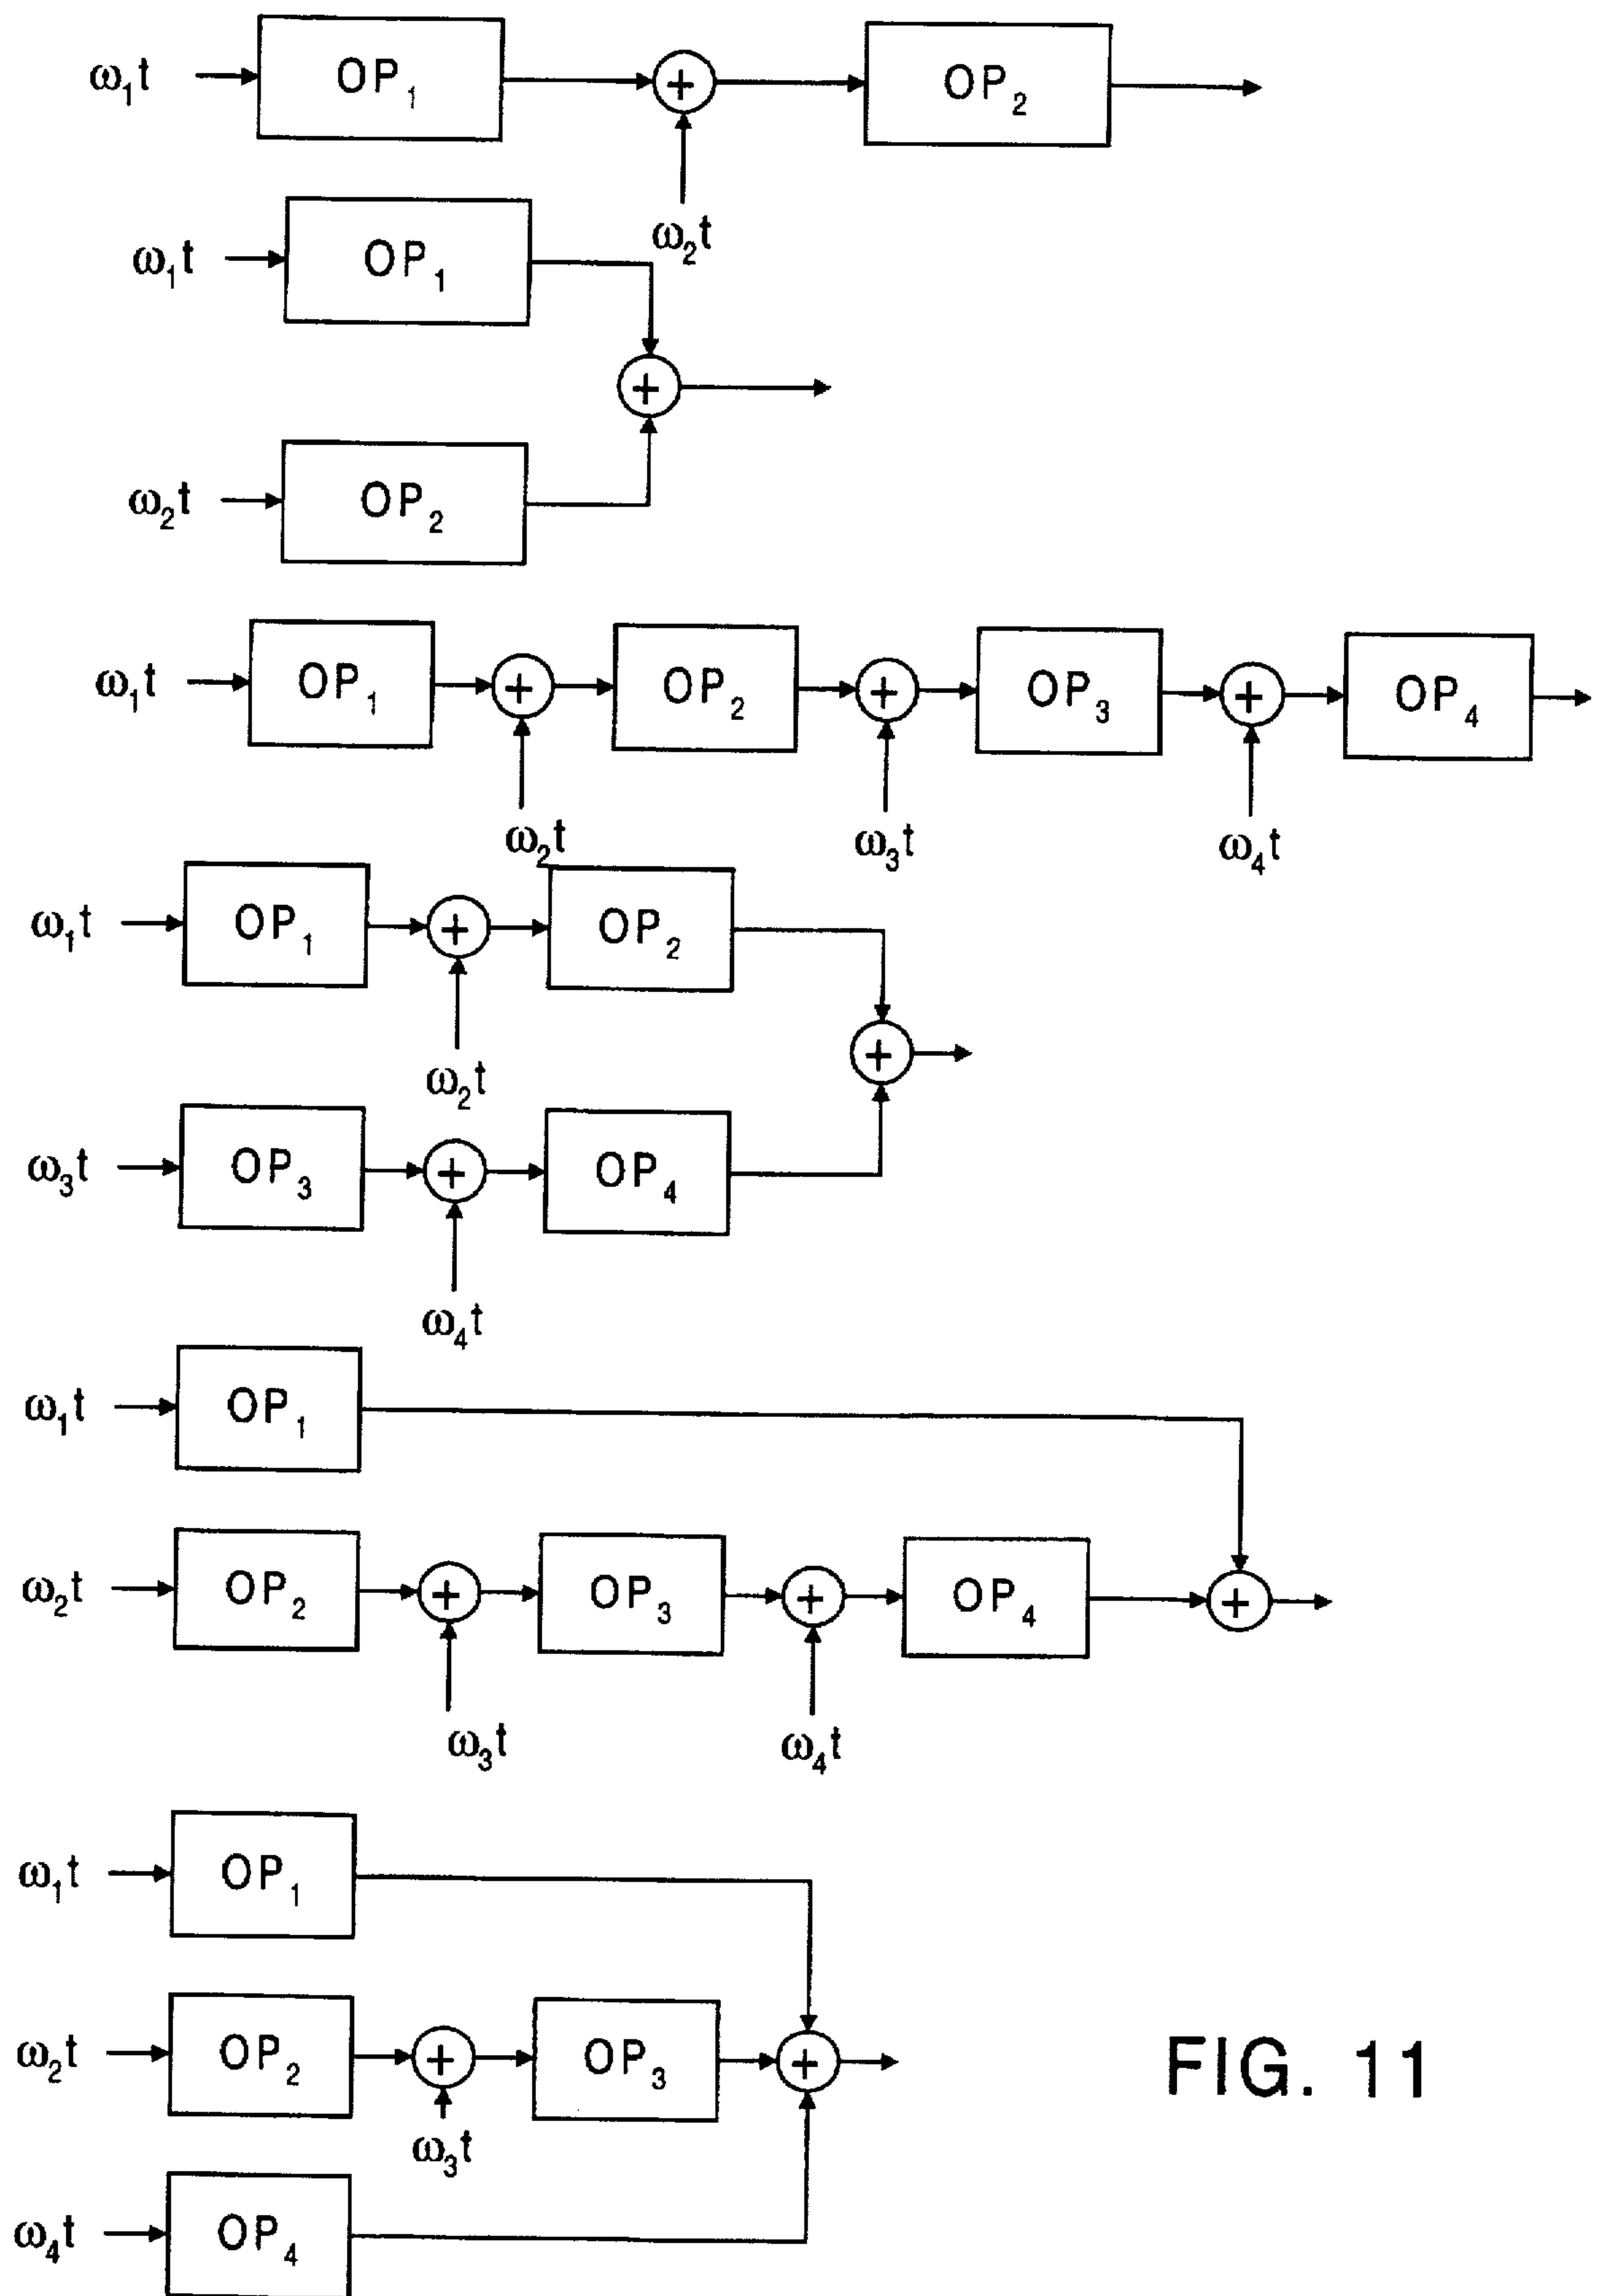 ω₁t OP₁ + OP₂
ω₂t
ω₁t OP₁
+
ω₂t OP₂
ω₁t OP₁ + OP₂ + OP₃ + OP₄
ω₂t ω₃t ω₄t
ω₁t OP₁ + OP₂
+
ω₂t
ω₃t OP₃ + OP₄
ω₄t
ω₁t OP₁
ω₂t OP₂ + OP₃ + OP₄ +
ω₃t ω₄t
ω₁t OP₁
ω₂t OP₂ + OP₃ +
ω₃t
ω₄t OP₄
FIG. 11